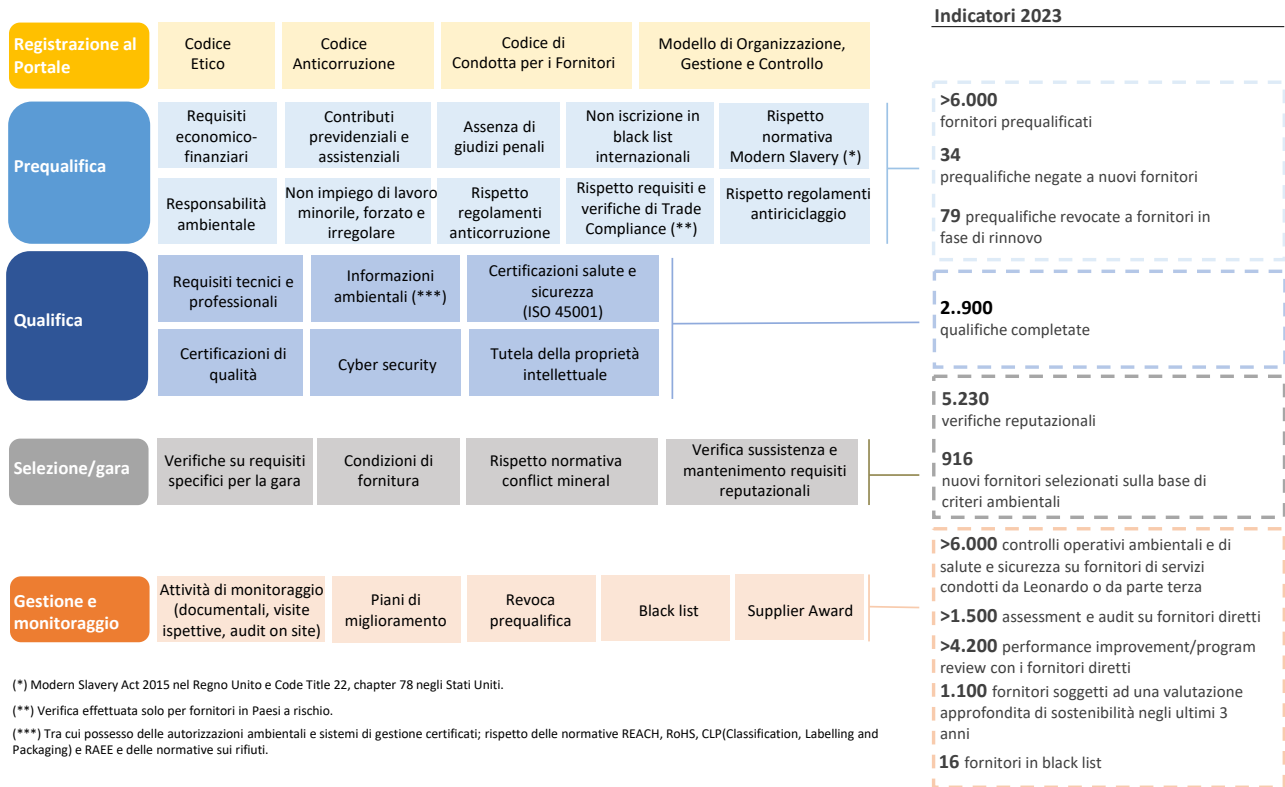 Indicatori 2023
Registrazione al
Portale
Codice
Etico
Codice
Anticorruzione
Codice di
Condotta per i Fornitori
Modello di Organizzazione,
Gestione e Controllo
Prequalifica
Requisiti
economico-
finanziari
Contributi
previdenziali e
assistenziali
Assenza di
giudizi penali
Non iscrizione in
black list
internazionali
Rispetto
normativa
Modern Slavery (*)
Responsabilità
ambientale
Non impiego di lavoro
minorile, forzato e
irregolare
Rispetto
regolamenti
anticorruzione
Rispetto requisiti e
verifiche di Trade
Compliance (**)
Rispetto regolamenti
antiriciclaggio
>6.000
fornitori prequalificati
34
prequalifiche negate a nuovi fornitori
79 prequalifiche revocate a fornitori in
fase di rinnovo
Qualifica
Requisiti tecnici e
professionali
Informazioni
ambientali (***)
Certificazioni salute e
sicurezza
(ISO 45001)
Certificazioni di
qualità
Cyber security
Tutela della proprietà
intellettuale
2..900
qualifiche completate
Selezione/gara
Verifiche su requisiti
specifici per la gara
Condizioni di
fornitura
Rispetto normativa
conflict mineral
Verifica sussistenza e
mantenimento requisiti
reputazionali
5.230
verifiche reputazionali
916
nuovi fornitori selezionati sulla base di
criteri ambientali
Gestione e
monitoraggio
Attività di monitoraggio
(documentali, visite
ispettive, audit on site)
Piani di
miglioramento
Revoca
prequalifica
Black list
Supplier Award
>6.000 controlli operativi ambientali e di
salute e sicurezza su fornitori di servizi
condotti da Leonardo o da parte terza
>1.500 assessment e audit su fornitori diretti
>4.200 performance improvement/program
review con i fornitori diretti
1.100 fornitori soggetti ad una valutazione
approfondita di sostenibilità negli ultimi 3
anni
16 fornitori in black list
(*) Modern Slavery Act 2015 nel Regno Unito e Code Title 22, chapter 78 negli Stati Uniti.
(**) Verifica effettuata solo per fornitori in Paesi a rischio.
(***) Tra cui possesso delle autorizzazioni ambientali e sistemi di gestione certificati; rispetto delle normative REACH, RoHS, CLP(Classification, Labelling and
Packaging) e RAEE e delle normative sui rifiuti.